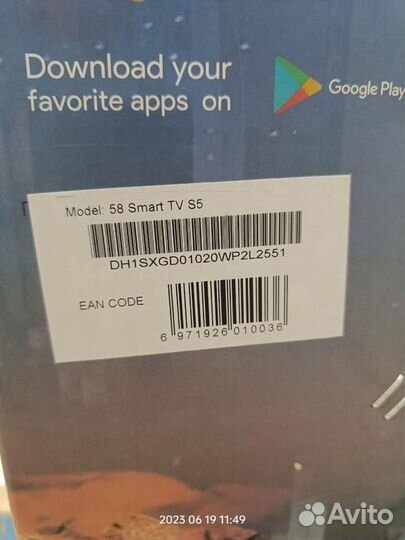 Download your
favorite apps on
Google Play
Model: 58 Smart TV S5
DH1SXGD01020WP2L2551
EAN CODE
6 971926 010036
2023 06 19 11:49
Avito